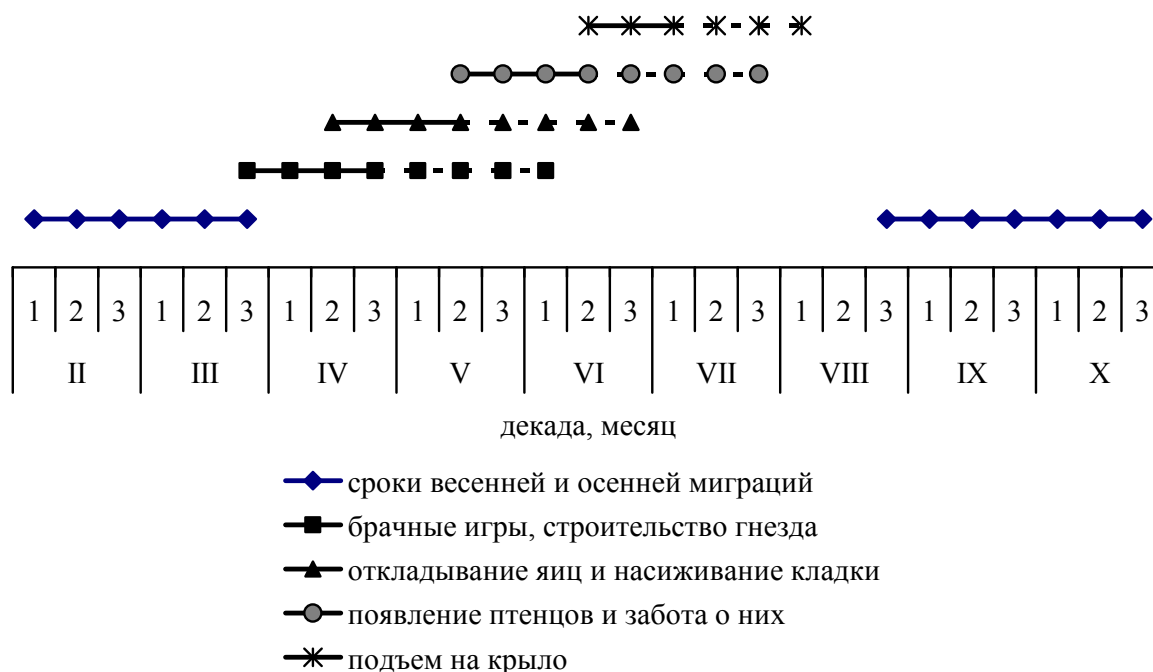 1 2 3 1 2 3 1 2 3 1 2 3 1 2 3 1 2 3 1 2 3 1 2 3 1 2 3
II III IV V VI VII VIII IX X
декада, месяц
сроки весенней и осенней миграций
брачные игры, строительство гнезда
откладывание яиц и насиживание кладки
появление птенцов и забота о них
подъем на крыло